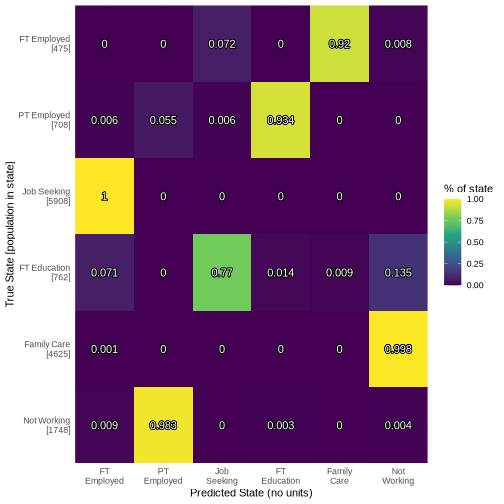 FT Employed
[475]
0
0
0.072
0
0.92
0.008
PT Employed
[708]
0.006
0.055
0.006
0.934
0
0
Job Seeking
[5908]
1
0
0
0
0
0
FT Education
[762]
0.071
0
0.77
0.014
0.009
0.135
Family Care
[4625]
0.001
0
0
0
0
0.998
Not Working
[1748]
0.009
0.983
0
0.003
0
0.004
FT
Employed
PT
Employed
Job
Seeking
FT
Education
Family
Care
Not
Working
Predicted State (no units)
True State [population in state]
% of state
1.00
0.75
0.50
0.25
0.00